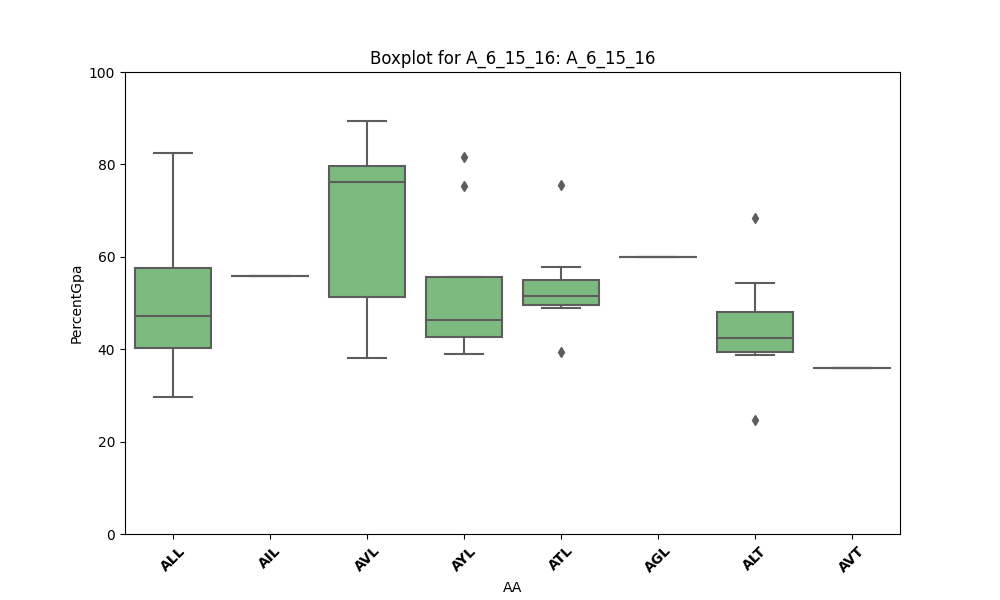 Boxplot for A_6_15_16: A_6_15_16
100
80
60
40
20
0
PercentGpa
ALL
AIL
AVL
AYL
ATL
AGL
ALT
AVT
AA